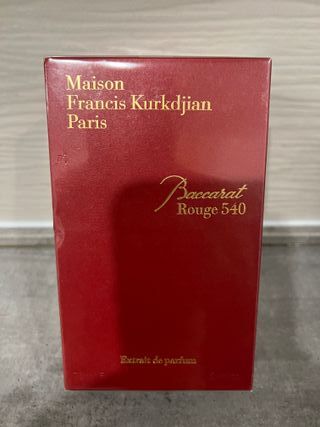 Maison
Francis Kurkdjian
Paris
Baccarat
Rouge 540
Extrait de parfum